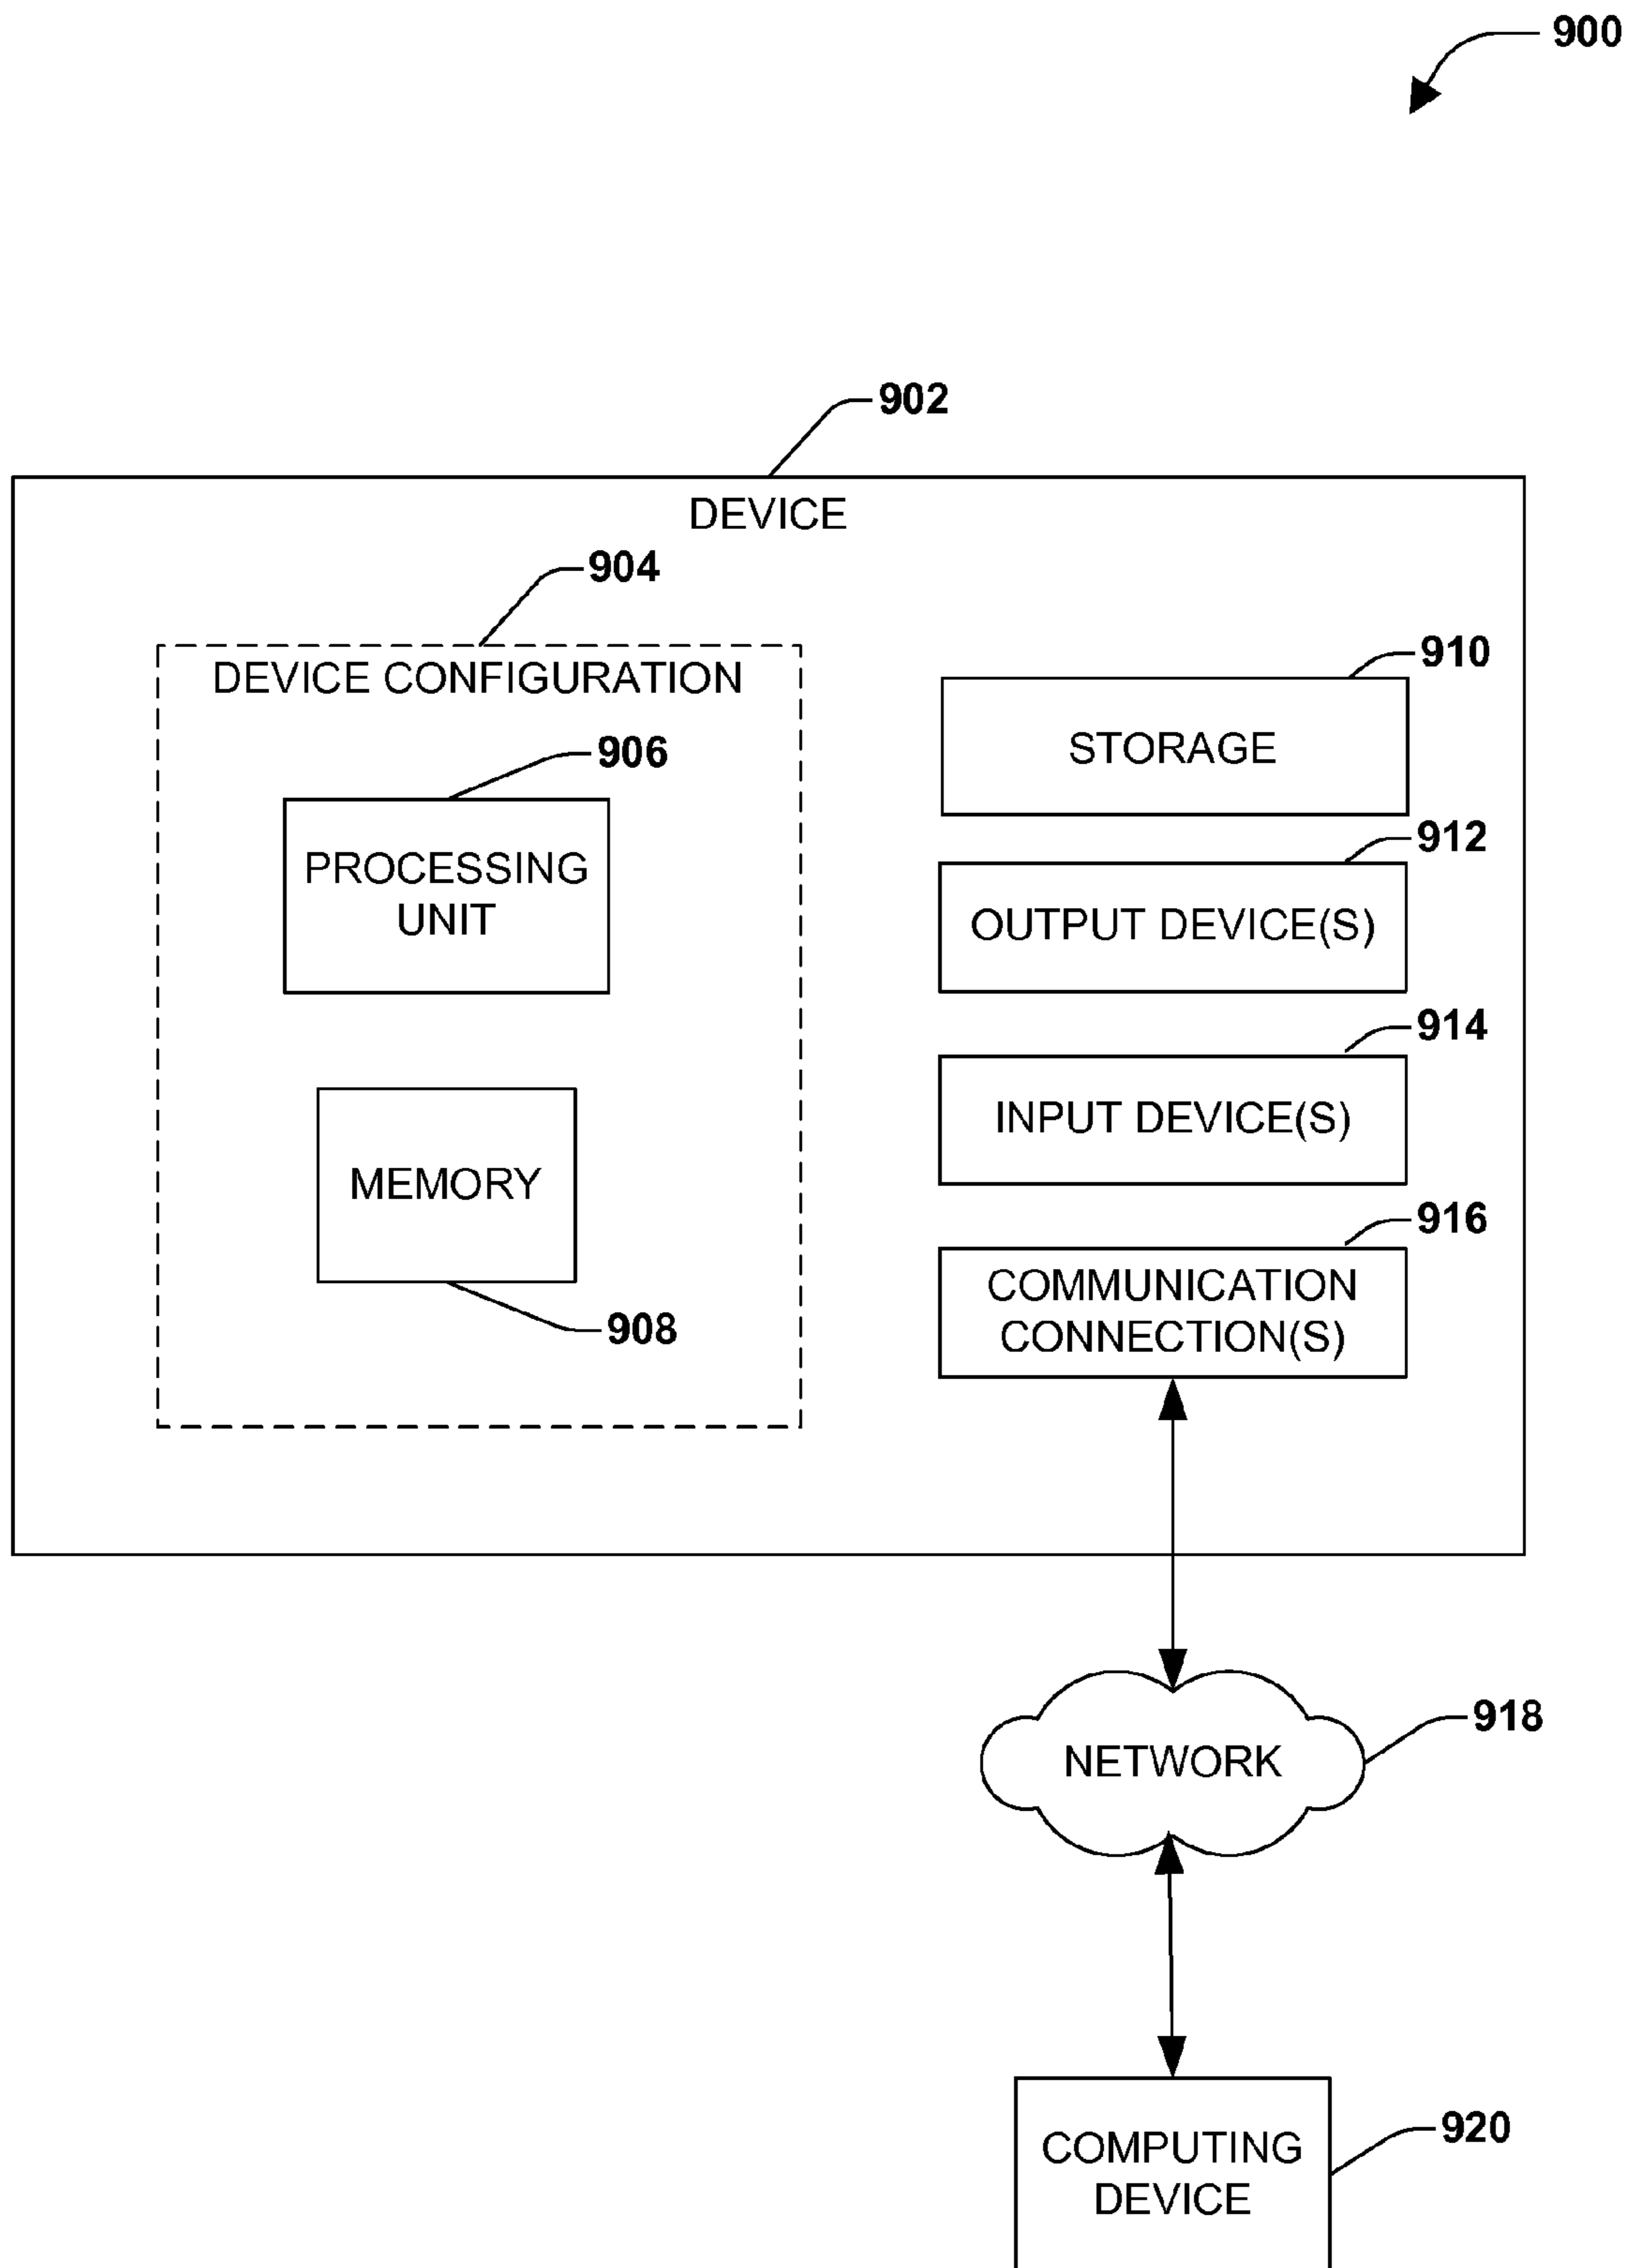 900
902
DEVICE
904
DEVICE CONFIGURATION
906
PROCESSING
UNIT
MEMORY
908
910
STORAGE
912
OUTPUT DEVICE(S)
914
INPUT DEVICE(S)
916
COMMUNICATION
CONNECTION(S)
918
NETWORK
920
COMPUTING
DEVICE